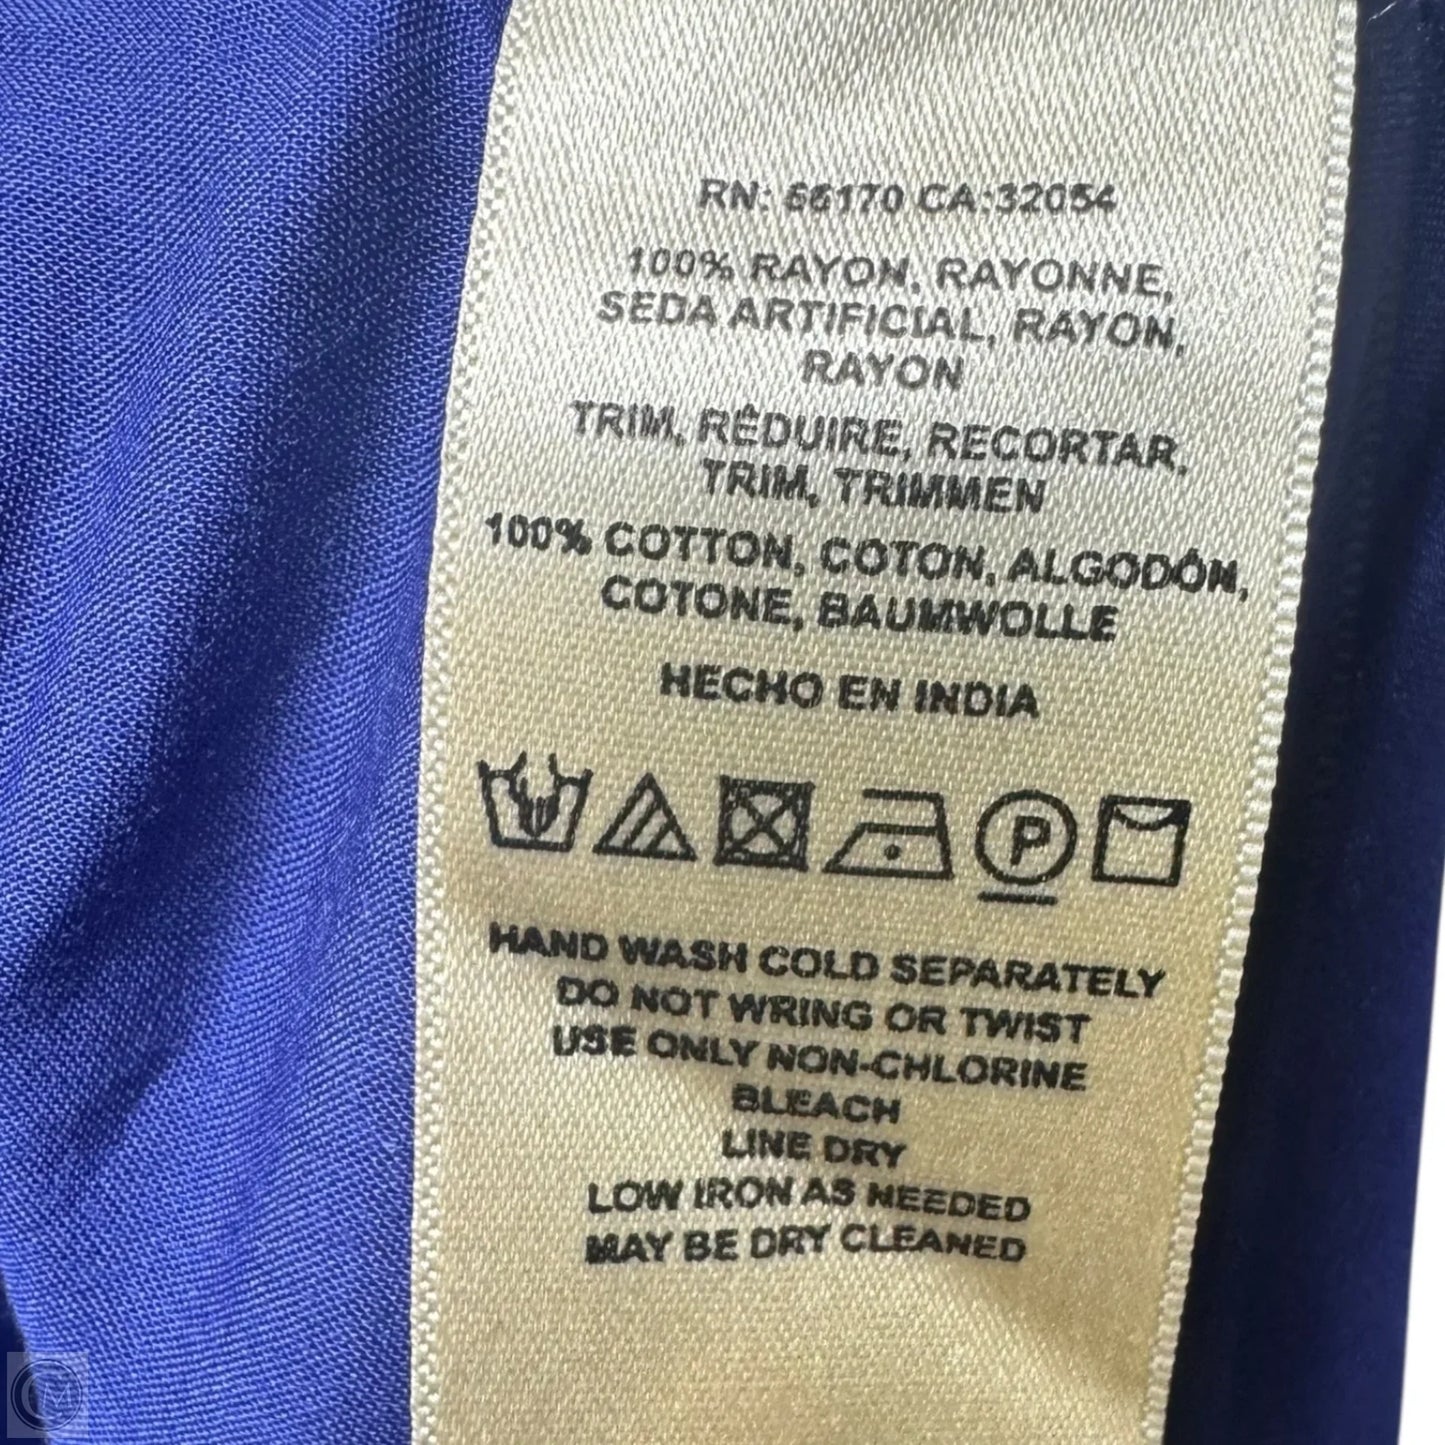 RN: 56170 CA:32054
100% RAYON, RAYONNE,
SEDA ARTIFICIAL, RAYON,
RAYON
TRIM, RÊDUIRE, RECORTAR,
TRIM, TRIMMEN
100% COTTON, COTON, ALGODÓN,
COTONE, BAUMWOLLE
HECHO EN INDIA
P
HAND WASH COLD SEPARATELY
DO NOT WRING OR TWIST
USE ONLY NON-CHLORINE
BLEACH
LINE DRY
LOW IRON AS NEEDED
MAY BE DRY CLEANED